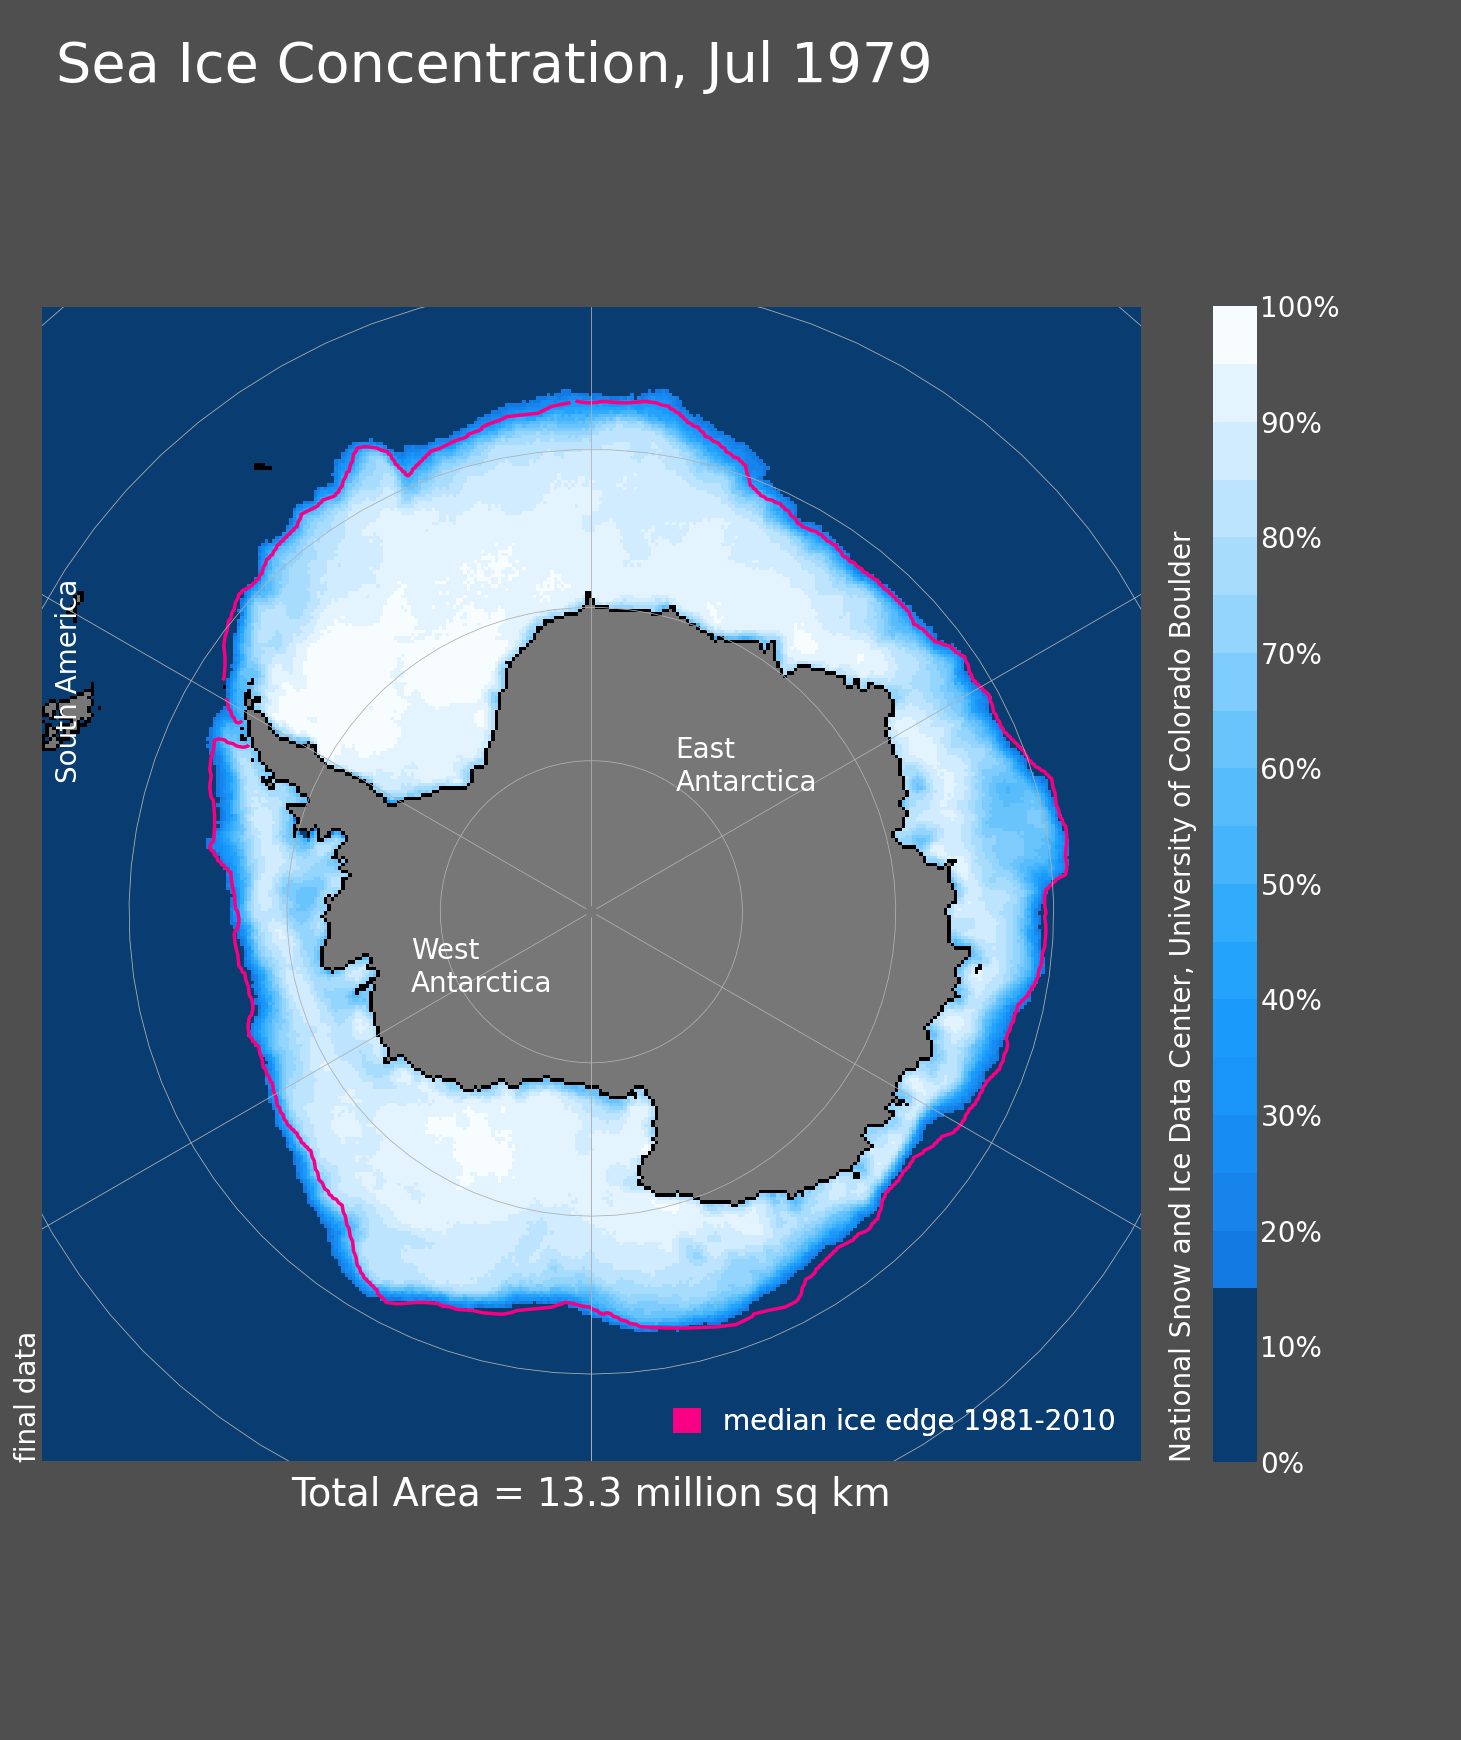 Sea Ice Concentration, Jul 1979
South America
East
Antarctica
West
Antarctica
final data
median ice edge 1981-2010
Total Area = 13.3 million sq km
National Snow and Ice Data Center, University of Colorado Boulder
100%
90%
80%
70%
60%
50%
40%
30%
20%
10%
0%